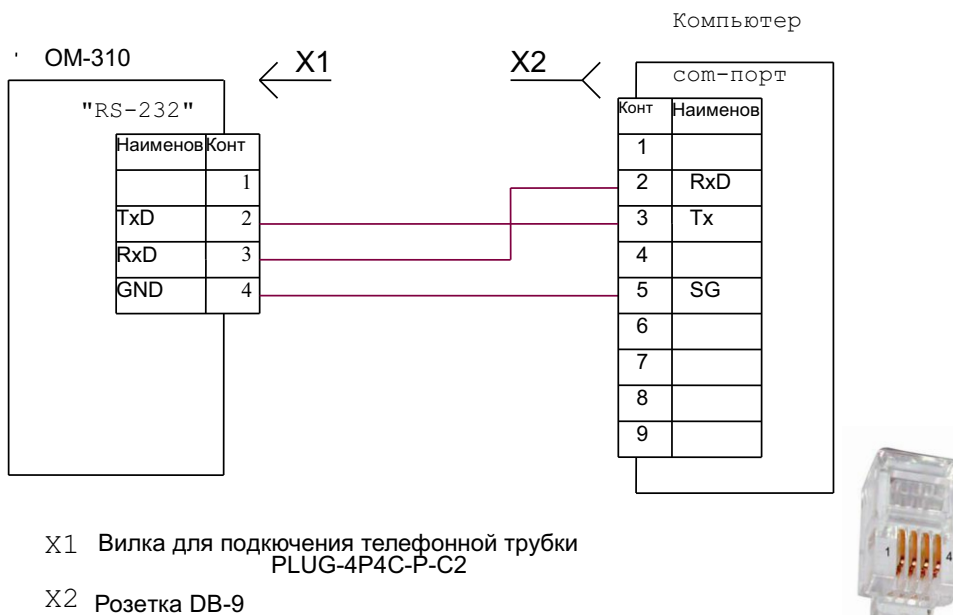 Компьютер
ОМ-310
X1
X2
com-порт
"RS-232"
Конт Наименов
Наименов Конт
1
1
2 RxD
TxD 2
3 Tx
RxD 3
4
GND 4
5 SG
6
7
8
9
X1 Вилка для подкючения телефонной трубки
PLUG-4P4C-P-C2
X2 Розетка DB-9
1 4